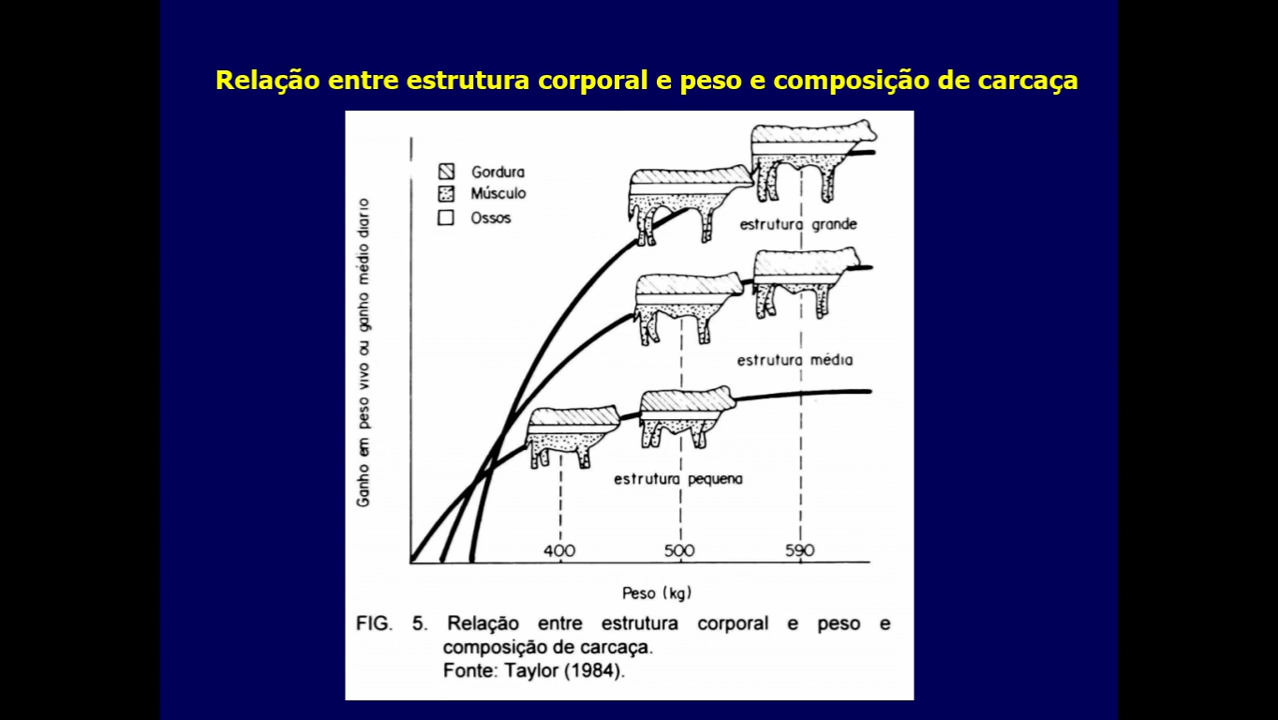 Relação entre estrutura corporal e peso e composição de carcaça
Gordura
Músculo
Ossos
Ganho em peso vivo ou ganho médio diario
estrutura grande
estrutura média
estrutura pequena
400 500 590
Peso (kg)
FIG. 5. Relação entre estrutura corporal e peso e
composição de carcaça.
Fonte: Taylor (1984).